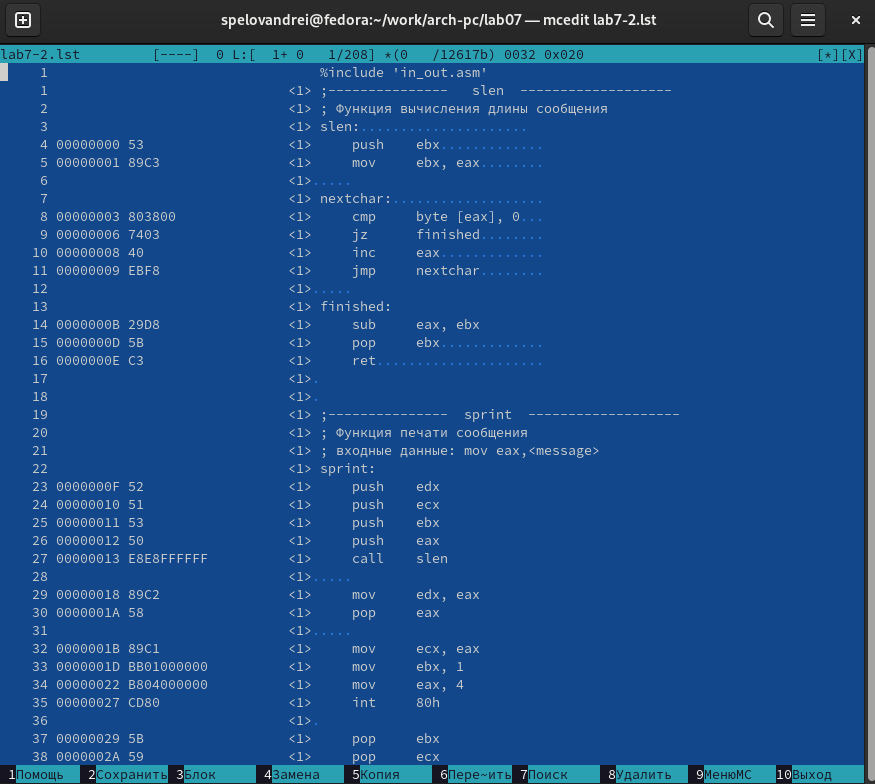 spelovandrei@fedora:~/work/arch-pc/lab07 — mcedit lab7-2.lst
lab7-2.lst [----] 0 L:[ 1+ 0 1/208] *(0 /12617b) 0032 0x020 [*][X]
1 %include 'in_out.asm'
1 <1> ;--------------- slen -------------------
2 <1> ; Функция вычисления длины сообщения
3 <1> slen:.....................
4 00000000 53 <1> push ebx.............
5 00000001 89C3 <1> mov ebx, eax........
6 <1>.....
7 <1> nextchar:...................
8 00000003 803800 <1> cmp byte [eax], 0...
9 00000006 7403 <1> jz finished........
10 00000008 40 <1> inc eax.............
11 00000009 EBF8 <1> jmp nextchar........
12 <1>.....
13 <1> finished:
14 0000000B 29D8 <1> sub eax, ebx
15 0000000D 5B <1> pop ebx.............
16 0000000E C3 <1> ret.....................
17 <1>.
18 <1>.
19 <1> ;--------------- sprint -------------------
20 <1> ; Функция печати сообщения
21 <1> ; входные данные: mov eax,<message>
22 <1> sprint:
23 0000000F 52 <1> push edx
24 00000010 51 <1> push ecx
25 00000011 53 <1> push ebx
26 00000012 50 <1> push eax
27 00000013 E8E8FFFFFF <1> call slen
28 <1>.....
29 00000018 89C2 <1> mov edx, eax
30 0000001A 58 <1> pop eax
31 <1>.....
32 0000001B 89C1 <1> mov ecx, eax
33 0000001D BB01000000 <1> mov ebx, 1
34 00000022 B804000000 <1> mov eax, 4
35 00000027 CD80 <1> int 80h
36 <1>.
37 00000029 5B <1> pop ebx
38 0000002A 59 <1> pop ecx
1Помощь 2Сохранить 3Блок 4Замена 5Копия 6Пере~ить 7Поиск 8Удалить 9МенюMC 10Выход